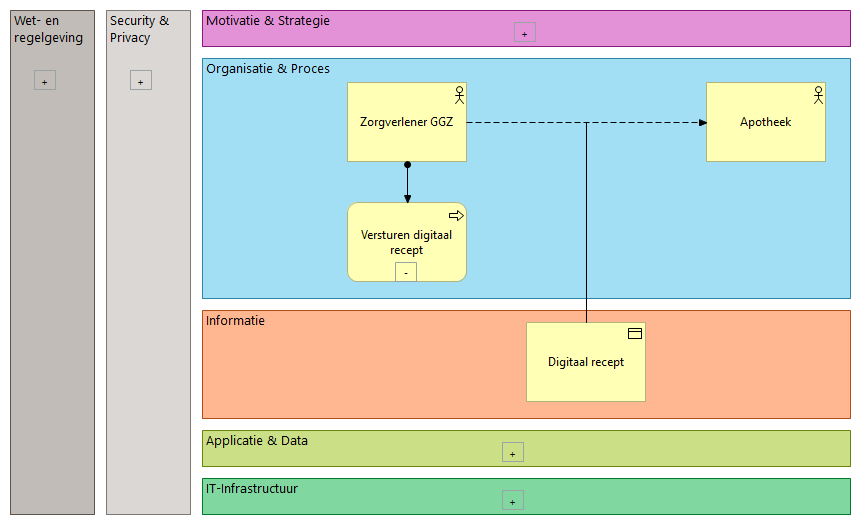 Wet- en
regelgeving
+
Security &
Privacy
+
Motivatie & Strategie
+
Organisatie & Proces
Zorgverlener GGZ
Apotheek
Versturen digitaal
recept
-
Informatie
Digitaal recept
Applicatie & Data
+
IT-Infrastructuur
+